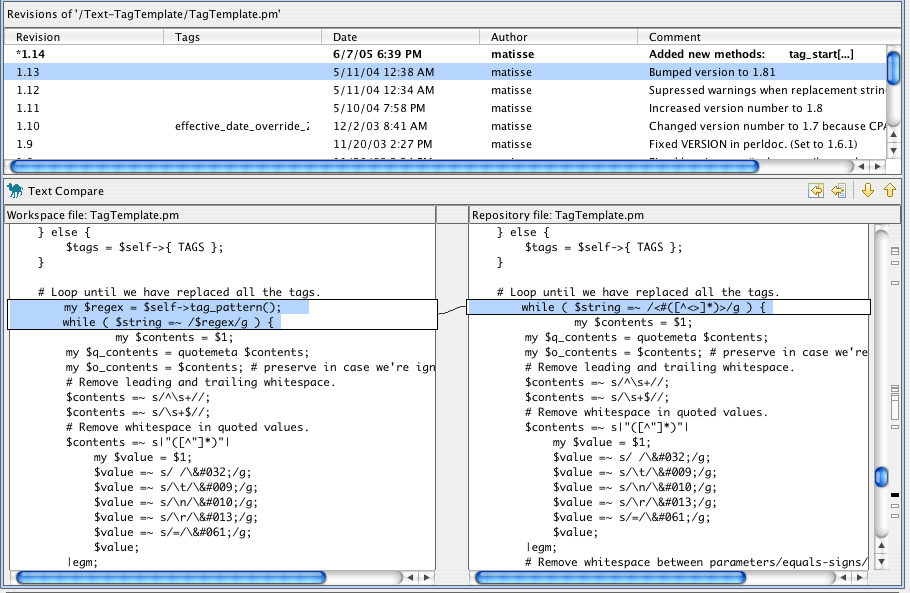 Revisions of '/Text-TagTemplate/TagTemplate.pm'
Revision Tags Date Author Comment
*1.14 6/7/05 6:39 PM matisse Added new methods: tag_start[...]
1.13 5/11/04 12:38 AM matisse Bumped version to 1.81
1.12 5/11/04 12:34 AM matisse Supressed warnings when replacement strin
1.11 5/10/04 7:58 PM matisse Increased version number to 1.8
1.10 effective_date_override_ 12/2/03 8:41 AM matisse Changed version number to 1.7 because CPA
1.9 11/20/03 2:27 PM matisse Fixed VERSION in perldoc. (Set to 1.6.1)
Text Compare
Workspace file: TagTemplate.pm
} else {
$tags = $self->{ TAGS };
}
# Loop until we have replaced all the tags.
my $regex = $self->tag_pattern();
while ( $string =~ /$regex/g ) {
my $contents = $1;
my $q_contents = quotemeta $contents;
my $o_contents = $contents; # preserve in case we're ign
# Remove leading and trailing whitespace.
$contents =~ s/^\s+//;
$contents =~ s/\s+$//;
# Remove whitespace in quoted values.
$contents =~ s|"([^"]*)"|
my $value = $1;
$value =~ s/ /\&#032;/g;
$value =~ s/\t/\&#009;/g;
$value =~ s/\n/\&#010;/g;
$value =~ s/\r/\&#013;/g;
$value =~ s/=/\&#061;/g;
$value;
|egm;
Repository file: TagTemplate.pm
} else {
$tags = $self->{ TAGS };
}
# Loop until we have replaced all the tags.
while ( $string =~ /<#([^<>]*)>/g ) {
my $contents = $1;
my $q_contents = quotemeta $contents;
my $o_contents = $contents; # preserve in case we're
# Remove leading and trailing whitespace.
$contents =~ s/^\s+//;
$contents =~ s/\s+$//;
# Remove whitespace in quoted values.
$contents =~ s|"([^"]*)"|
my $value = $1;
$value =~ s/ /\&#032;/g;
$value =~ s/\t/\&#009;/g;
$value =~ s/\n/\&#010;/g;
$value =~ s/\r/\&#013;/g;
$value =~ s/=/\&#061;/g;
$value;
|egm;
# Remove whitespace between parameters/equals-signs/